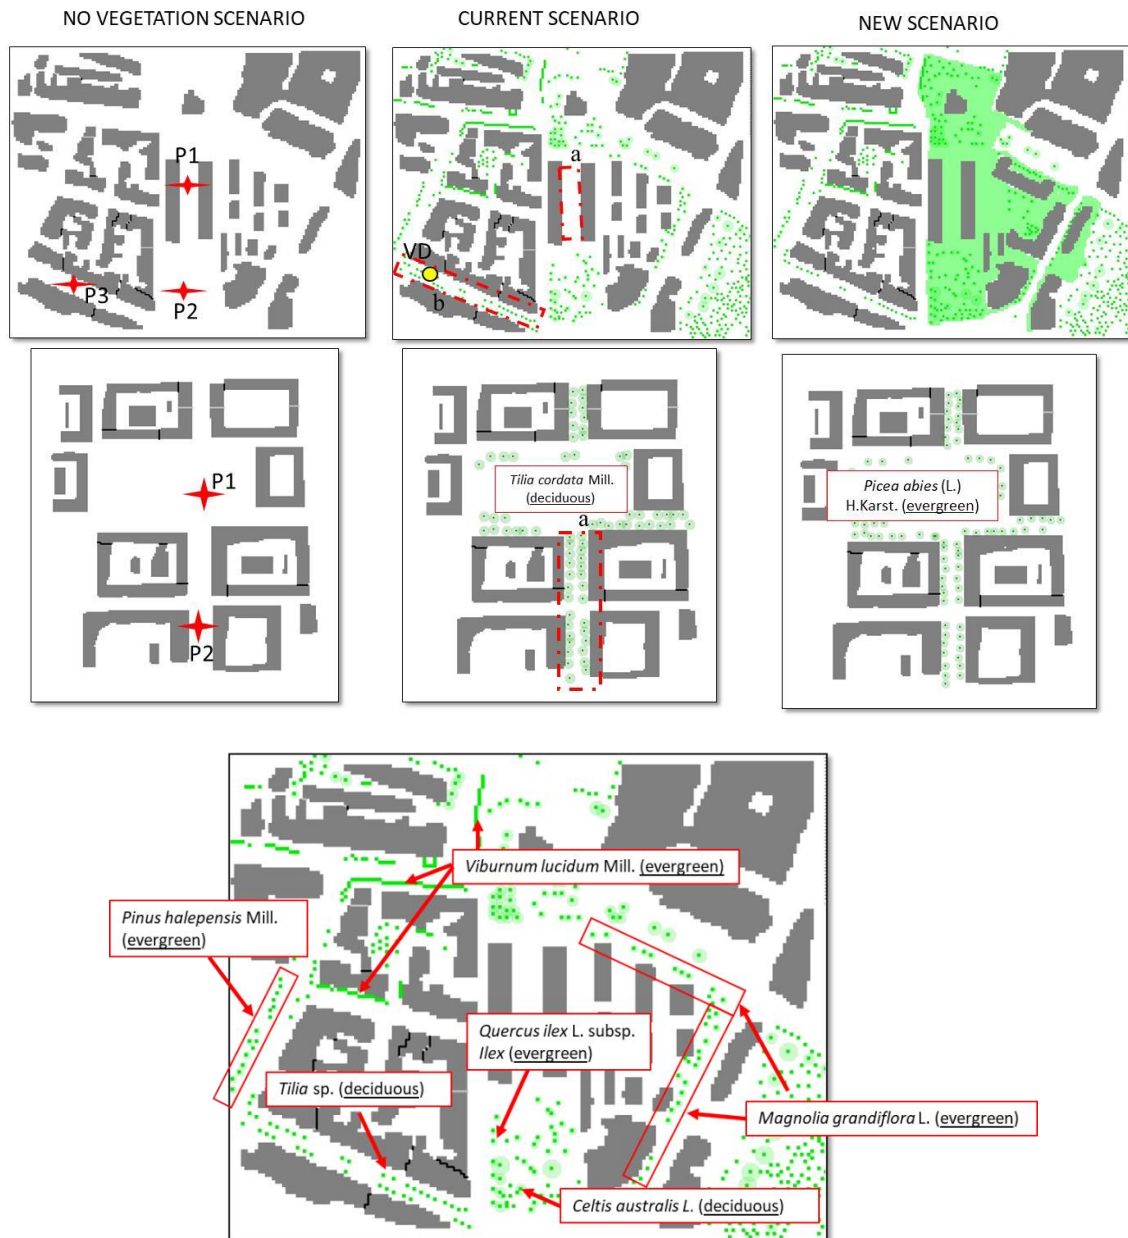 NO VEGETATION SCENARIO
CURRENT SCENARIO
NEW SCENARIO
P1
P3
P2
a
VD
b
P1
P2
Tilia cordata Mill.
(deciduous)
a
Picea abies (L.)
H.Karst. (evergreen)
Viburnum lucidum Mill. (evergreen)
Pinus halepensis Mill.
(evergreen)
Quercus ilex L. subsp.
Ilex (evergreen)
Tilia sp. (deciduous)
Magnolia grandiflora L. (evergreen)
Celtis australis L. (deciduous)